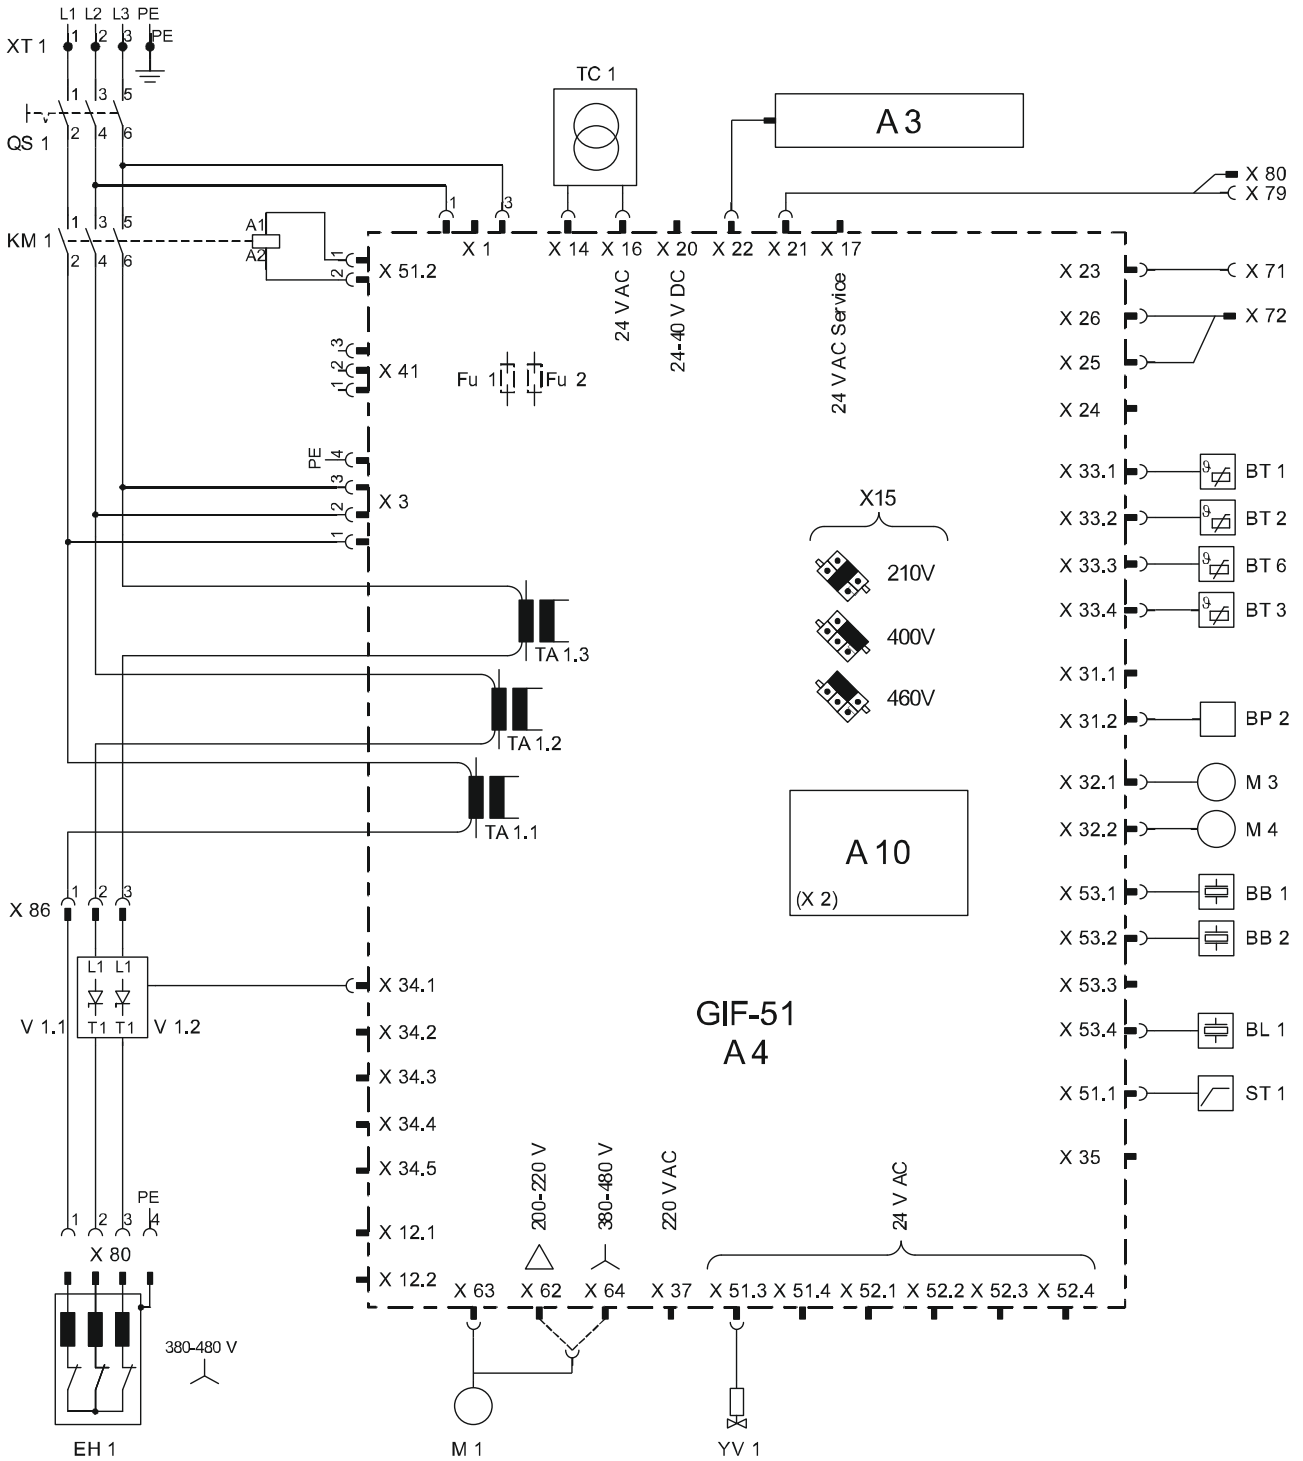 L1 L2 L3 PE
XT 1 1 2 3 PE
1 3 5
QS 1 2 4 6
TC 1
A 3
X 80
X 79
1 3
KM 1 1 3 5
2 4 6
A1
A2
1
2
X 51.2
X 1 X 14 X 16 X 20 X 22 X 21 X 17
24 V AC
24-40 V DC
24 V AC Service
X 23 X 71
X 26 X 72
X 25
X 24
3
2
1
X 41
Fu 1 Fu 2
PE 4
3
2
1
X 3
X 33.1 BT 1
X 33.2 BT 2
X 33.3 BT 6
X 33.4 BT 3
ϑ
ϑ
ϑ
ϑ
X15
210V
400V
460V
X 31.1
X 31.2 BP 2
X 32.1 M 3
X 32.2 M 4
X 53.1 BB 1
X 53.2 BB 2
X 53.3
X 53.4 BL 1
X 51.1 ST 1
X 35
TA 1.3
TA 1.2
TA 1.1
A 10
(X 2)
X 86 1 2 3
L1 L1
V 1.1 T1 T1 V 1.2
X 34.1
X 34.2
X 34.3
X 34.4
X 34.5
X 12.1
X 12.2
GIF-51
A 4
PE
1 2 3 4
X 80
200-220 V
380-480 V
220 V AC
24 V AC
X 63 X 62 X 64 X 37 X 51.3 X 51.4 X 52.1 X 52.2 X 52.3 X 52.4
380-480 V
EH 1
M 1
YV 1